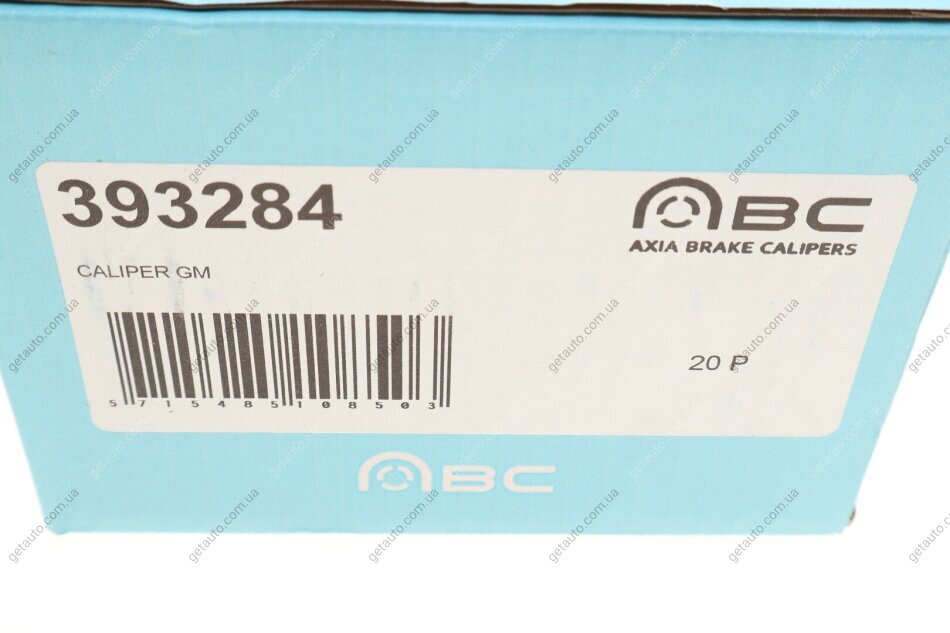 393284
ABC
AXIA BRAKE CALIPERS
CALIPER GM
20 P
5715485108503
ABC
getauto.com.ua